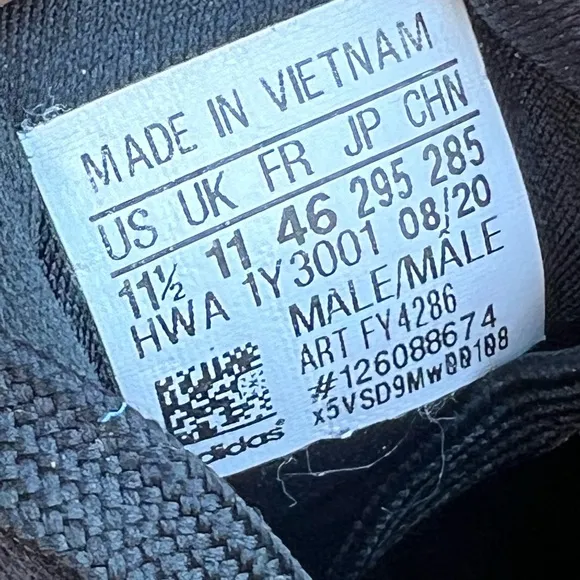 MADE IN VIETNAM
US UK FR JP CHN
11½ 11 46 295 285
HWA 1Y3001 08/20
MALE/MÂLE
ART FY4286
#126088674
x5VSD9MW00108
adidas